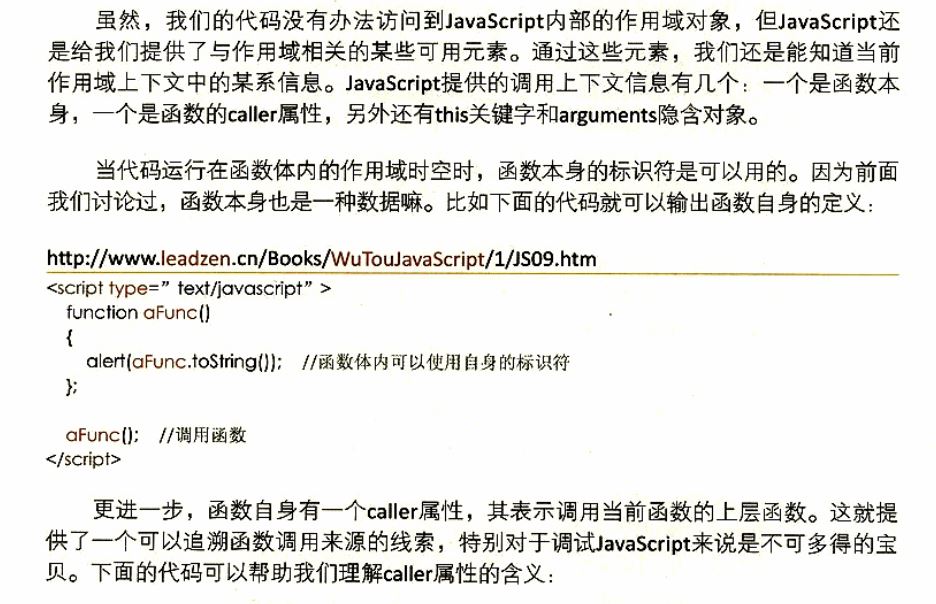 虽然，我们的代码没有办法访问到JavaScript内部的作用域对象，但JavaScript还
是给我们提供了与作用域相关的某些可用元素。通过这些元素，我们还是能知道当前
作用域上下文中的某系信息。JavaScript提供的调用上下文信息有几个：一个是函数本
身，一个是函数的caller属性，另外还有this关键字和arguments隐含对象。
当代码运行在函数体内的作用域时空时，函数本身的标识符是可以用的。因为前面
我们讨论过，函数本身也是一种数据嘛。比如下面的代码就可以输出函数自身的定义：
http://www.leadzen.cn/Books/WuTouJavaScript/1/JS09.htm
<script type=” text/javascript” >
function aFunc()
{
alert(aFunc.toString()); //函数体内可以使用自身的标识符
};
aFunc(); //调用函数
</script>
更进一步，函数自身有一个caller属性，其表示调用当前函数的上层函数。这就提
供了一个可以追溯函数调用来源的线索，特别对于调试JavaScript来说是不可多得的宝
贝。下面的代码可以帮助我们理解caller属性的含义：